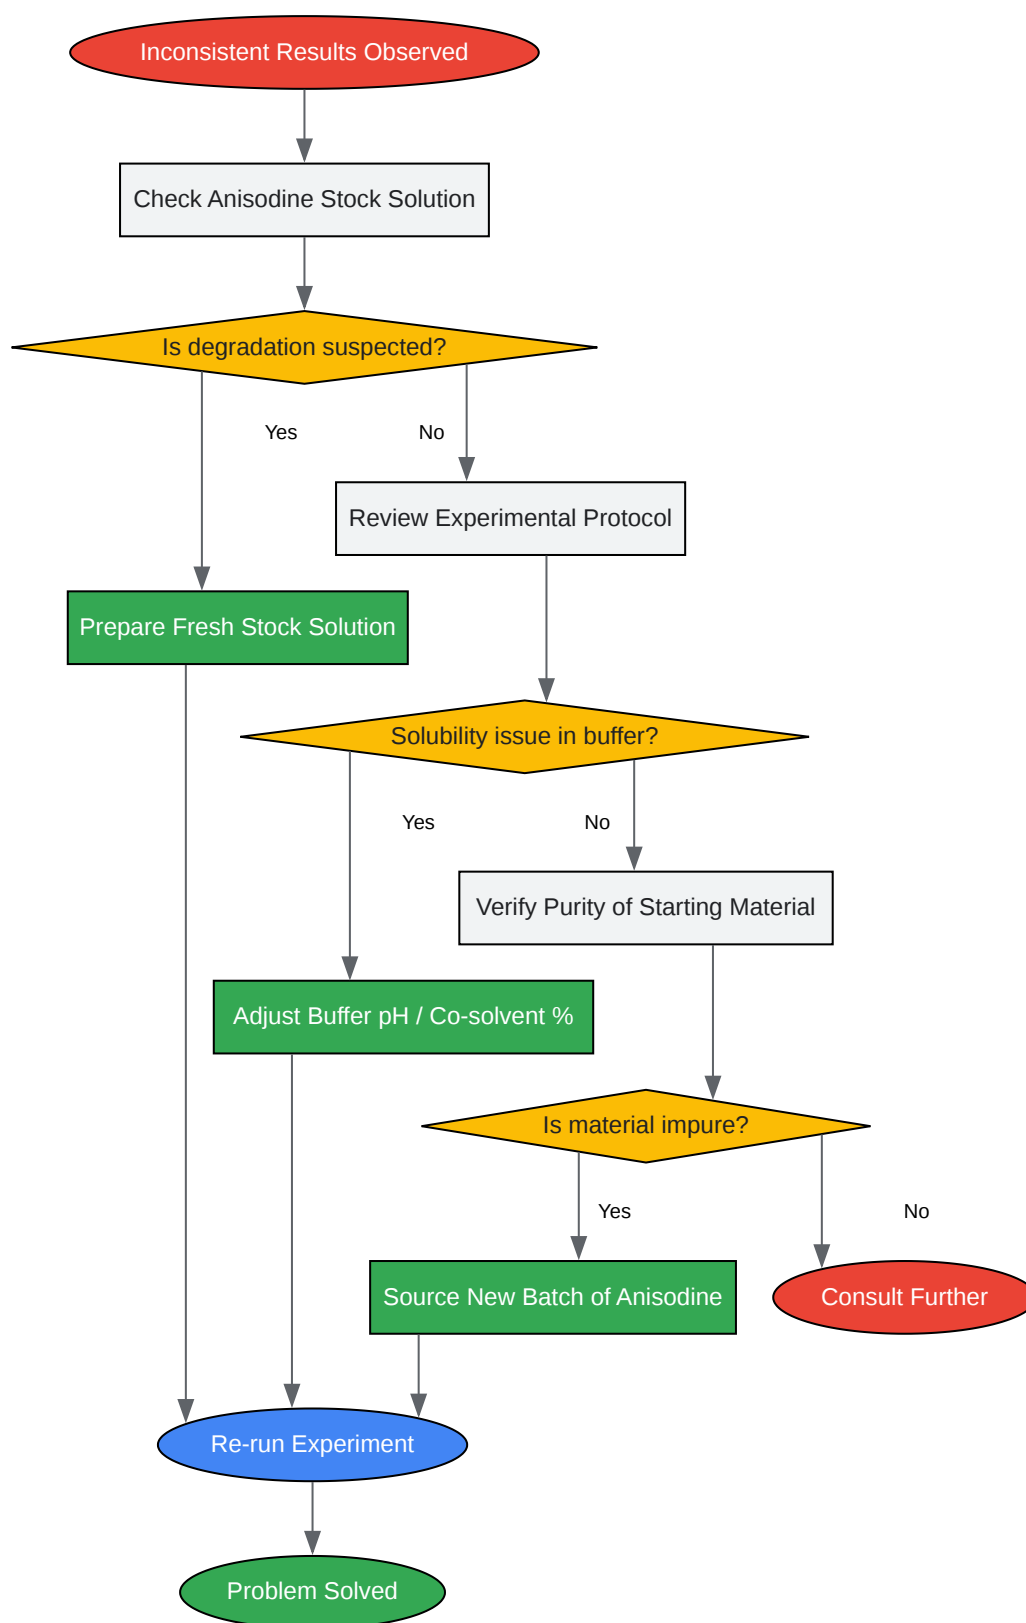 Inconsistent Results Observed
Check Anisodine Stock Solution
Is degradation suspected?
Yes
No
Review Experimental Protocol
Prepare Fresh Stock Solution
Solubility issue in buffer?
Yes
No
Verify Purity of Starting Material
Adjust Buffer pH / Co-solvent %
Is material impure?
Yes
No
Source New Batch of Anisodine
Consult Further
Re-run Experiment
Problem Solved